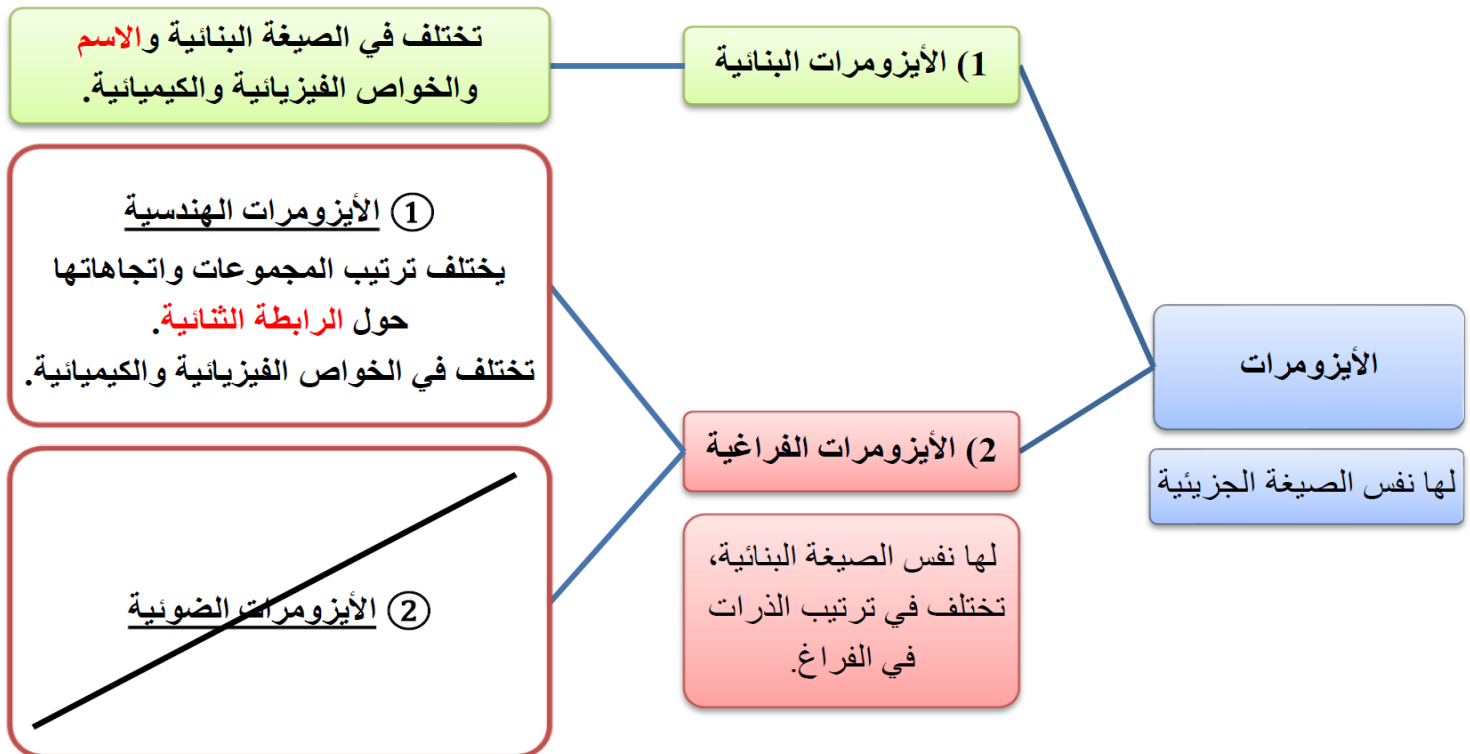 الأيزومرات
لها نفس الصيغة الجزيئية
1) الأيزومرات البنائية
تختلف في الصيغة البنائية والاسم
والخواص الفيزيائية والكيميائية.
2) الأيزومرات الفراغية
لها نفس الصيغة البنائية،
تختلف في ترتيب الذرات
في الفراغ.
① الأيزومرات الهندسية
يختلف ترتيب المجموعات واتجاهاتها
حول الرابطة الثنائية.
تختلف في الخواص الفيزيائية والكيميائية.
② الأيزومرات الضوئية